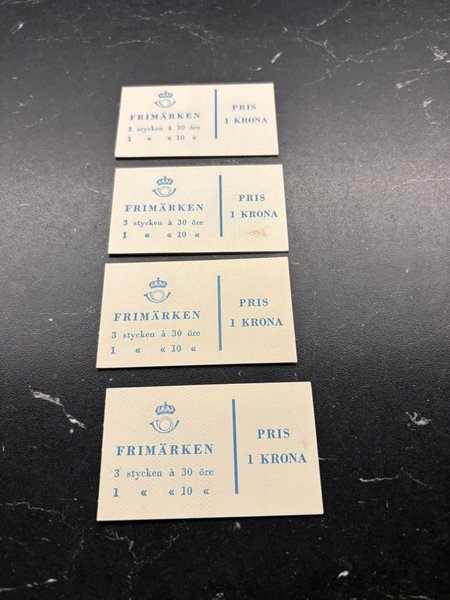 FRIMÄRKEN
3 stycken à 30 öre
1 « « 10 «
PRIS
1 KRONA
FRIMÄRKEN
3 stycken à 30 öre
1 « « 10 «
PRIS
1 KRONA
FRIMÄRKEN
3 stycken à 30 öre
1 « « 10 «
PRIS
1 KRONA
FRIMÄRKEN
3 stycken à 30 öre
1 « « 10 «
PRIS
1 KRONA